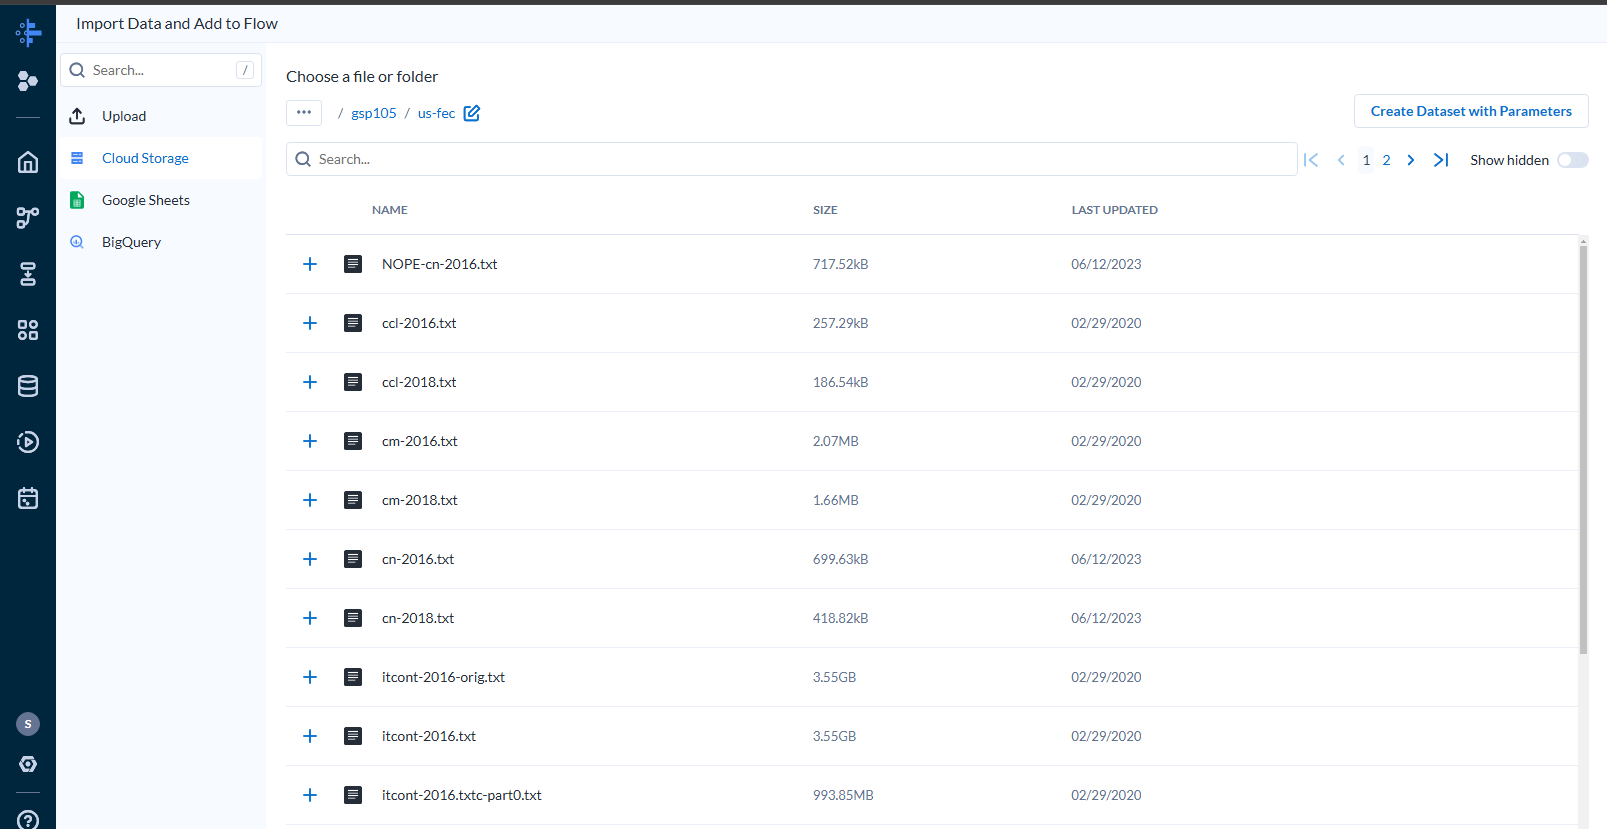 Import Data and Add to Flow
Search... /
Upload
Cloud Storage
Google Sheets
BigQuery
S
Choose a file or folder
... / gsp105 / us-fec
Create Dataset with Parameters
Search...
1 2
Show hidden
NAME SIZE LAST UPDATED
NOPE-cn-2016.txt 717.52kB 06/12/2023
ccl-2016.txt 257.29kB 02/29/2020
ccl-2018.txt 186.54kB 02/29/2020
cm-2016.txt 2.07MB 02/29/2020
cm-2018.txt 1.66MB 02/29/2020
cn-2016.txt 699.63kB 06/12/2023
cn-2018.txt 418.82kB 06/12/2023
itcont-2016-orig.txt 3.55GB 02/29/2020
itcont-2016.txt 3.55GB 02/29/2020
itcont-2016.txtc-part0.txt 993.85MB 02/29/2020